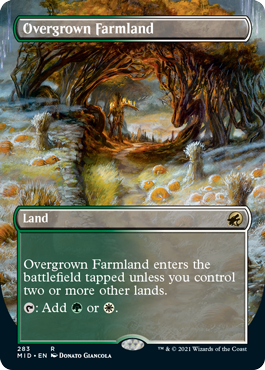 Overgrown Farmland
Land
Overgrown Farmland enters the
battlefield tapped unless you control
two or more other lands.
: Add or .
283 R
MID • EN Donato Giancola
™ & © 2021 Wizards of the Coast